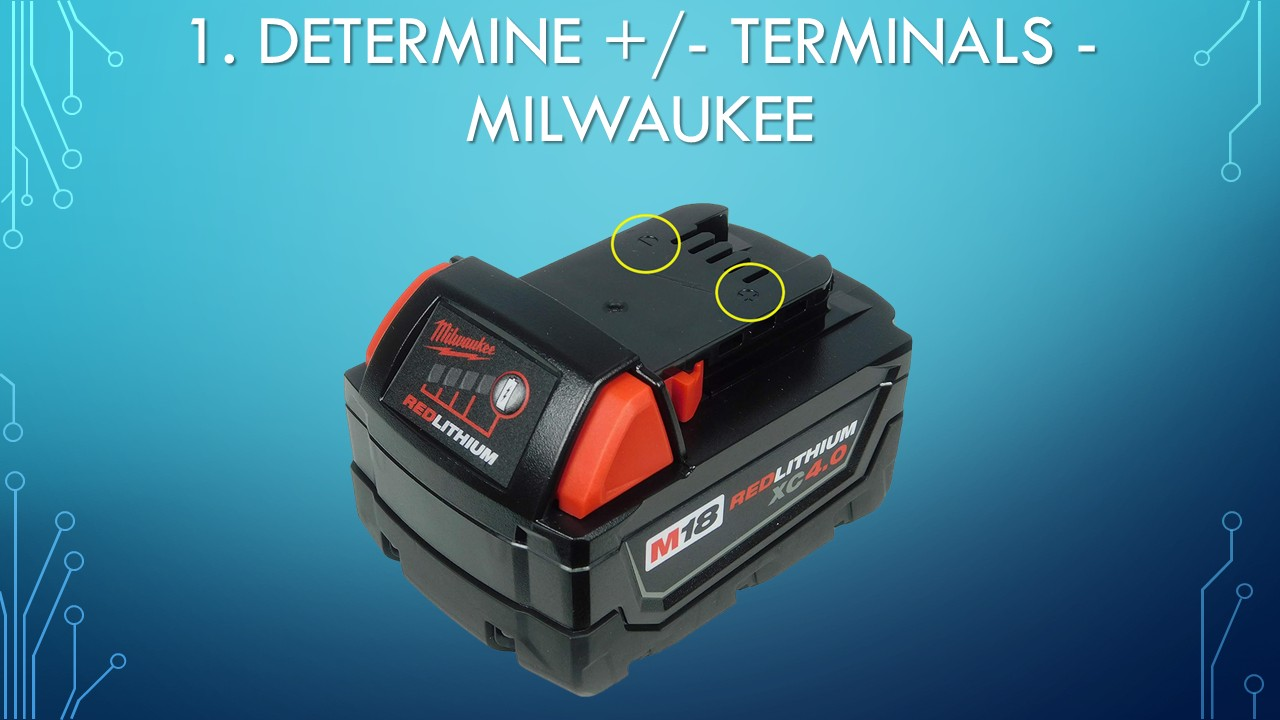 1. DETERMINE +/- TERMINALS -
MILWAUKEE
Milwaukee
REDLITHIUM
M18 REDLITHIUM
XC4.0